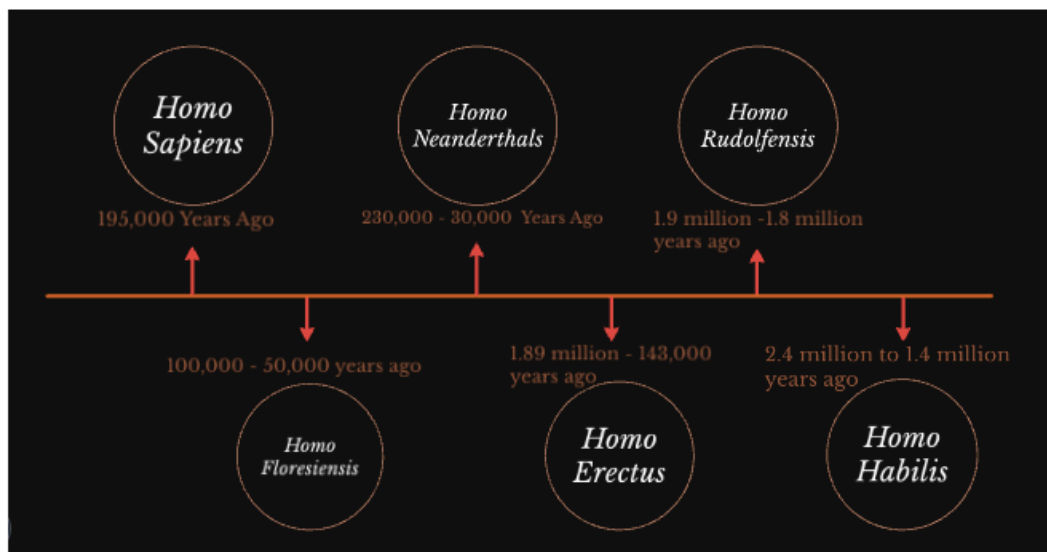 Homo
Sapiens
195,000 Years Ago
Homo
Neanderthals
230,000 - 30,000 Years Ago
Homo
Rudolfensis
1.9 million -1.8 million
years ago
100,000 - 50,000 years ago
Homo
Floresiensis
1.89 million - 143,000
years ago
Homo
Erectus
2.4 million to 1.4 million
years ago
Homo
Habilis